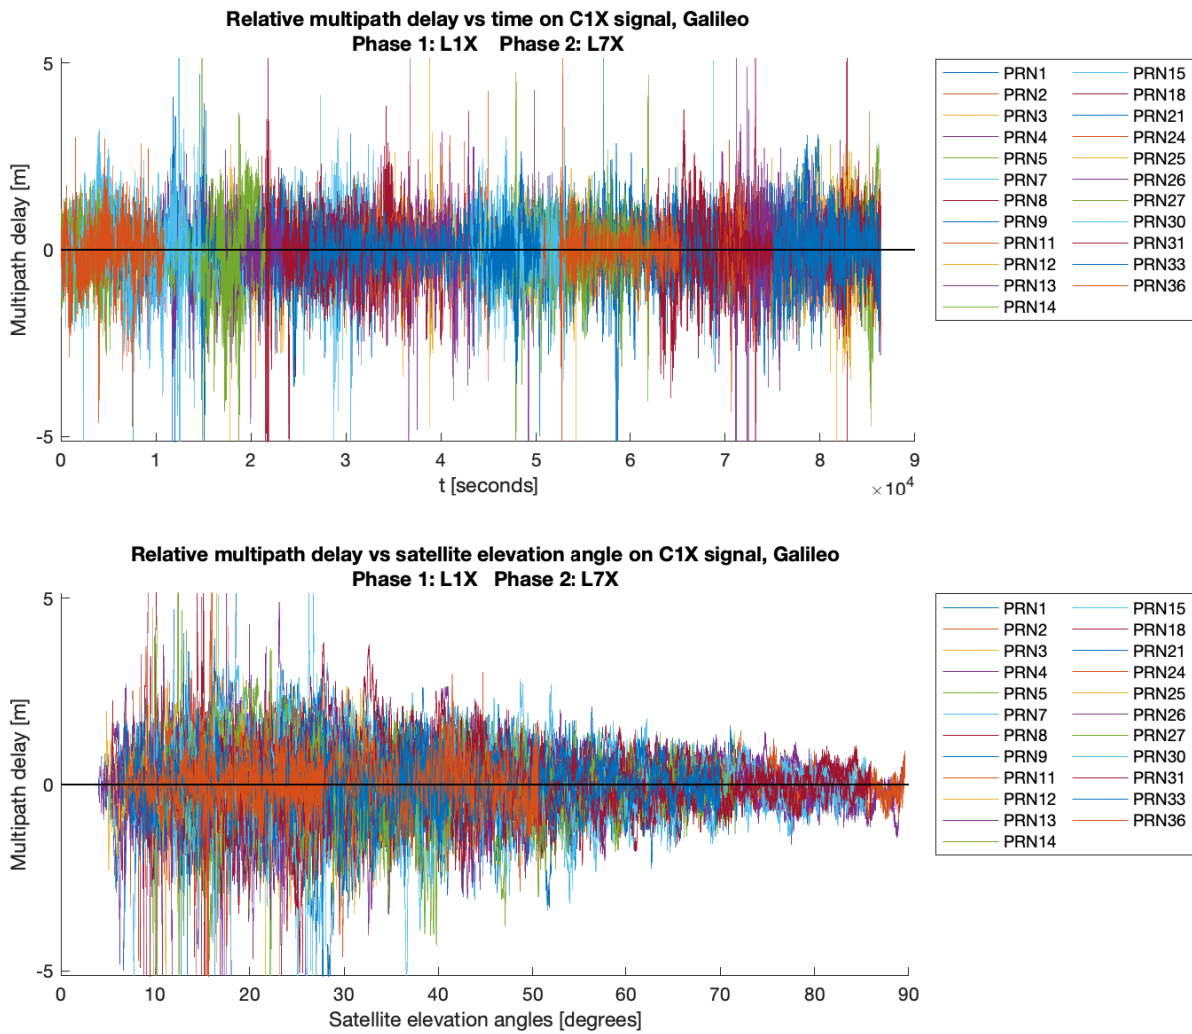 Relative multipath delay vs time on C1X signal, Galileo
Phase 1: L1X Phase 2: L7X
5
0
-5
Multipath delay [m]
0 1 2 3 4 5 6 7 8 9
×10^4
t [seconds]
PRN1 PRN15
PRN2 PRN18
PRN3 PRN21
PRN4 PRN24
PRN5 PRN25
PRN7 PRN26
PRN8 PRN27
PRN9 PRN30
PRN11 PRN31
PRN12 PRN33
PRN13 PRN36
PRN14
Relative multipath delay vs satellite elevation angle on C1X signal, Galileo
Phase 1: L1X Phase 2: L7X
5
0
-5
Multipath delay [m]
0 10 20 30 40 50 60 70 80 90
Satellite elevation angles [degrees]
PRN1 PRN15
PRN2 PRN18
PRN3 PRN21
PRN4 PRN24
PRN5 PRN25
PRN7 PRN26
PRN8 PRN27
PRN9 PRN30
PRN11 PRN31
PRN12 PRN33
PRN13 PRN36
PRN14